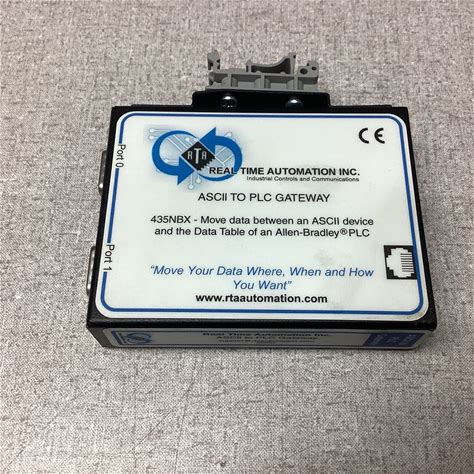 RTA
REAL TIME AUTOMATION INC.
Industrial Controls and Communications
CE
ASCII TO PLC GATEWAY
435NBX - Move data between an ASCII device
and the Data Table of an Allen-Bradley® PLC
Port 0
Port 1
"Move Your Data Where, When and How
You Want"
www.rtaautomation.com
Real Time Automation Inc.
ASCII to PLC Gateway